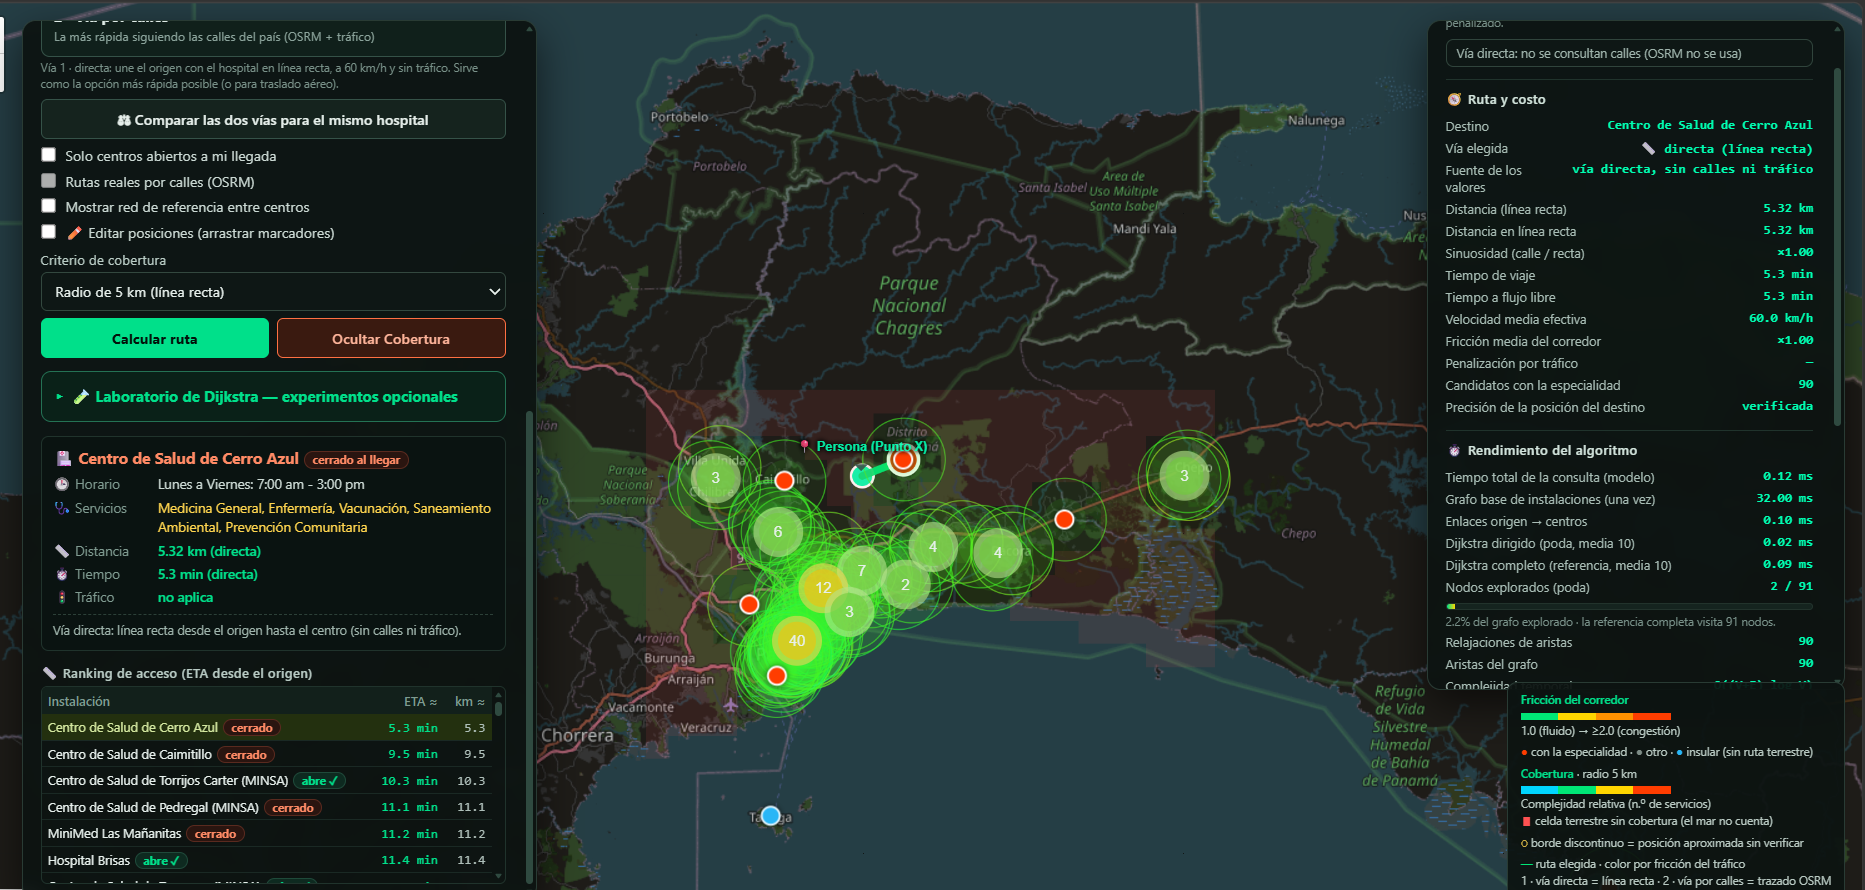 La más rápida siguiendo las calles del país (OSRM + tráfico)
Vía 1 · directa: une el origen con el hospital en línea recta, a 60 km/h y sin tráfico. Sirve
como la opción más rápida posible (o para traslado aéreo).
Comparar las dos vías para el mismo hospital
Solo centros abiertos a mi llegada
Rutas reales por calles (OSRM)
Mostrar red de referencia entre centros
Editar posiciones (arrastrar marcadores)
Criterio de cobertura
Radio de 5 km (línea recta)
Calcular ruta
Ocultar Cobertura
Laboratorio de Dijkstra — experimentos opcionales
Centro de Salud de Cerro Azul cerrado al llegar
Horario Lunes a Viernes: 7:00 am - 3:00 pm
Servicios Medicina General, Enfermería, Vacunación, Saneamiento
Ambiental, Prevención Comunitaria
Distancia 5.32 km (directa)
Tiempo 5.3 min (directa)
Tráfico no aplica
Vía directa: línea recta desde el origen hasta el centro (sin calles ni tráfico).
Ranking de acceso (ETA desde el origen)
Instalación ETA ≈ km ≈
Centro de Salud de Cerro Azul cerrado 5.3 min 5.3
Centro de Salud de Caimitillo cerrado 9.5 min 9.5
Centro de Salud de Torrijos Carter (MINSA) abre ✓ 10.3 min 10.3
Centro de Salud de Pedregal (MINSA) cerrado 11.1 min 11.1
MiniMed Las Mañanitas cerrado 11.2 min 11.2
Hospital Brisas abre ✓ 11.4 min 11.4
Portobelo
Portobelo
Nalunega
Santa Isabel
Area de
Uso Múltiple
Santa Isabel
Mandi Yala
Parque
Nacional
Chagres
Distrito
Persona (Punto X)
Parque
Nacional
Soberanía
3
3
6
4
4
7
2
12
3
40
Chepo
Arraiján
Burunga
Arraiján
Vacamonte
Veracruz
Chorrera
Refugio
de Vida
Silvestre
Humedal
de Bahía
de Panamá
penalizado.
Vía directa: no se consultan calles (OSRM no se usa)
Ruta y costo
Destino Centro de Salud de Cerro Azul
Vía elegida directa (línea recta)
Fuente de los
valores vía directa, sin calles ni tráfico
Distancia (línea recta) 5.32 km
Distancia en línea recta 5.32 km
Sinuosidad (calle / recta) ×1.00
Tiempo de viaje 5.3 min
Tiempo a flujo libre 5.3 min
Velocidad media efectiva 60.0 km/h
Fricción media del corredor ×1.00
Penalización por tráfico —
Candidatos con la especialidad 90
Precisión de la posición del destino verificada
Rendimiento del algoritmo
Tiempo total de la consulta (modelo) 0.12 ms
Grafo base de instalaciones (una vez) 32.00 ms
Enlaces origen → centros 0.10 ms
Dijkstra dirigido (poda, media 10) 0.02 ms
Dijkstra completo (referencia, media 10) 0.09 ms
Nodos explorados (poda) 2 / 91
2.2% del grafo explorado · la referencia completa visita 91 nodos.
Relajaciones de aristas 90
Aristas del grafo 90
Fricción del corredor
1.0 (fluido) → ≥2.0 (congestión)
con la especialidad · otro · insular (sin ruta terrestre)
Cobertura · radio 5 km
Complejidad relativa (n.º de servicios)
celda terrestre sin cobertura (el mar no cuenta)
borde discontinuo = posición aproximada sin verificar
ruta elegida · color por fricción del tráfico
1 · vía directa = línea recta · 2 · vía por calles = trazado OSRM